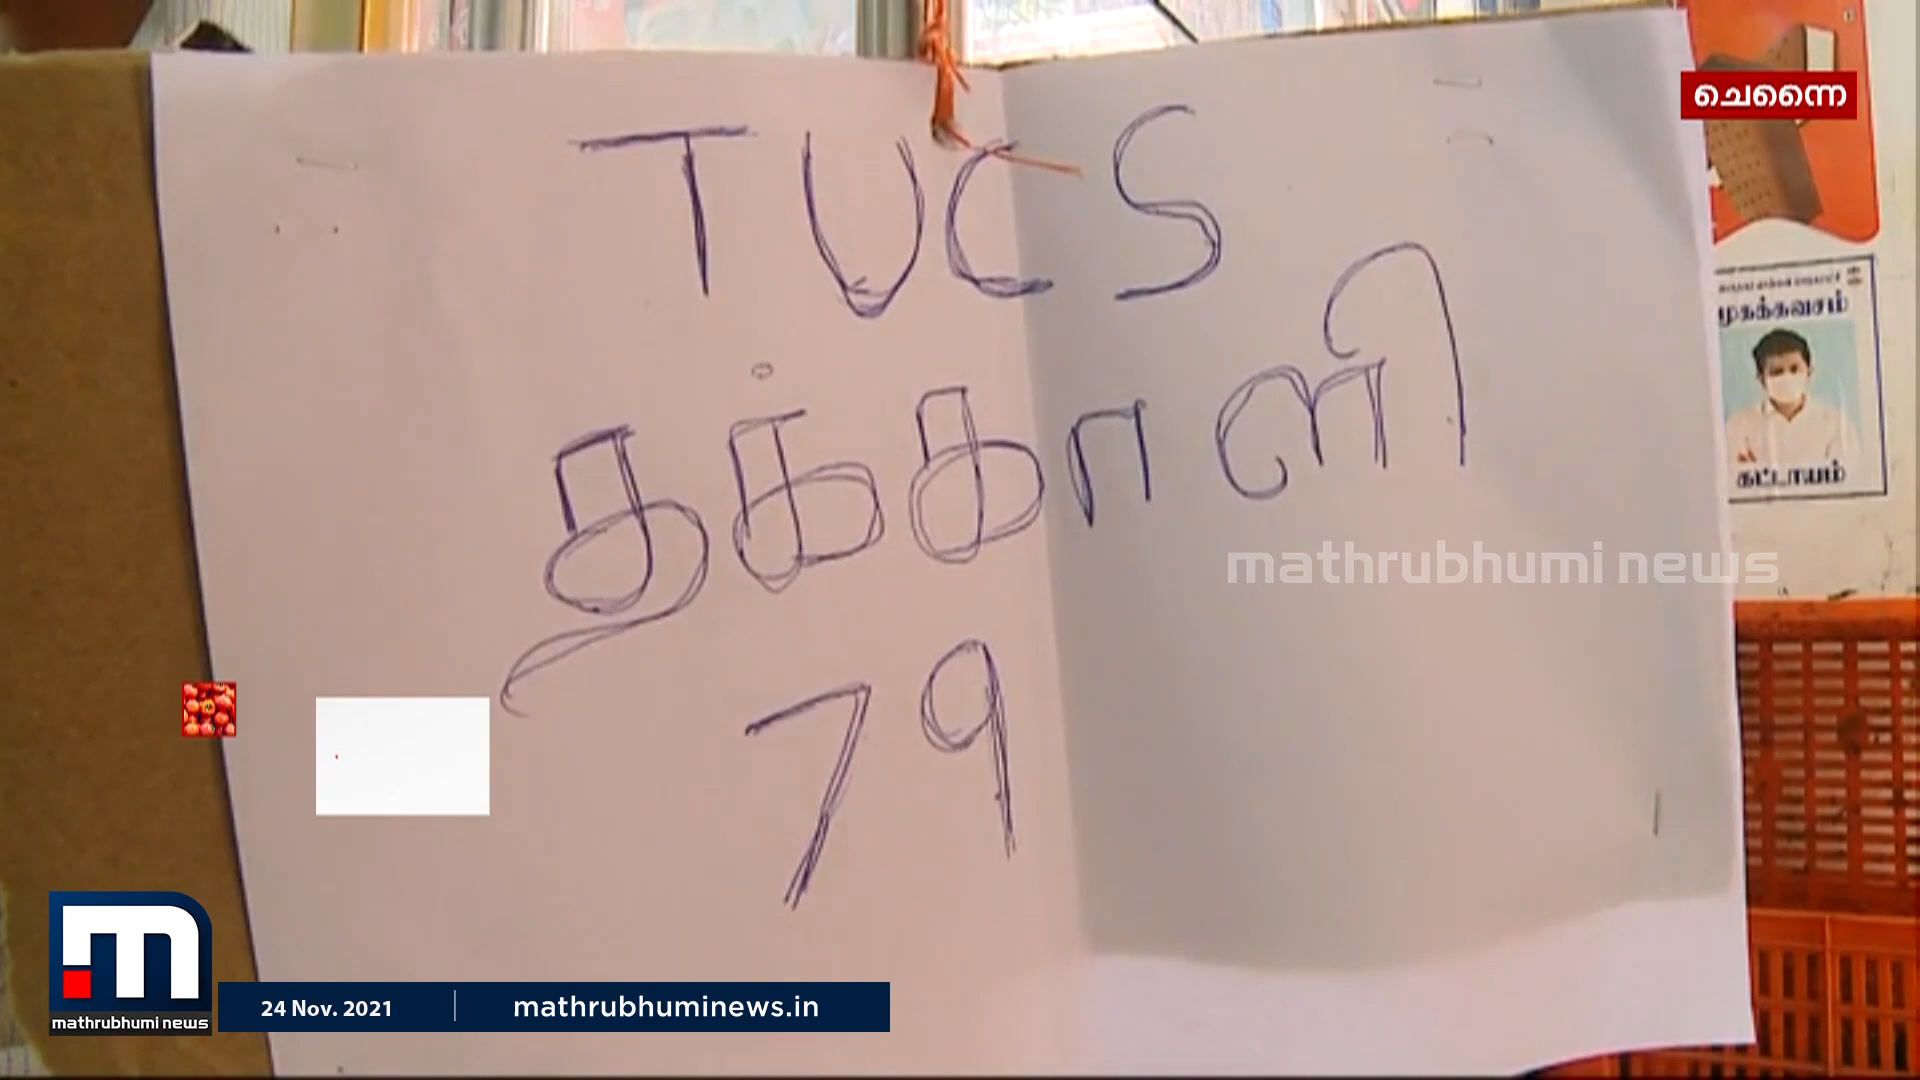 ചെന്നൈ
TUCS
தக்காளி
79
முகக்கவசம்
கட்டாயம்
mathrubhumi news
24 Nov. 2021
mathrubhuminews.in
mathrubhumi news